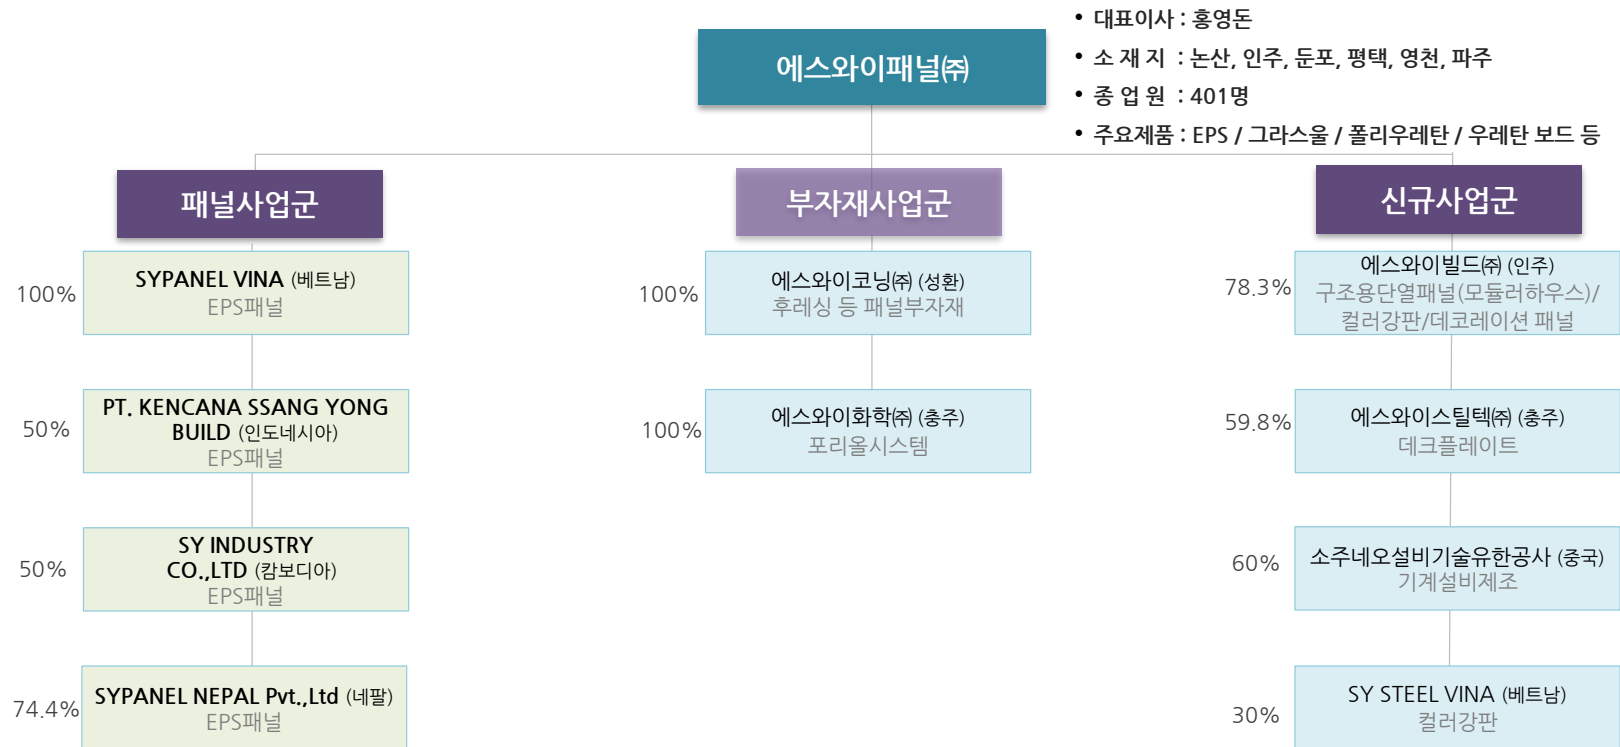 에스와이패널㈜
• 대표이사 : 홍영돈
• 소 재 지 : 논산, 인주, 둔포, 평택, 영천, 파주
• 종 업 원 : 401명
• 주요제품 : EPS / 그라스울 / 폴리우레탄 / 우레탄 보드 등
패널사업군
100%
SYPANEL VINA (베트남)
EPS패널
50%
PT. KENCANA SSANG YONG
BUILD (인도네시아)
EPS패널
50%
SY INDUSTRY
CO.,LTD (캄보디아)
EPS패널
74.4%
SYPANEL NEPAL Pvt.,Ltd (네팔)
EPS패널
부자재사업군
100%
에스와이코닝㈜ (성환)
후레싱 등 패널부자재
100%
에스와이화학㈜ (충주)
포리올시스템
신규사업군
78.3%
에스와이빌드㈜ (인주)
구조용단열패널(모듈러하우스)/
컬러강판/데코레이션 패널
59.8%
에스와이스틸텍㈜ (충주)
데크플레이트
60%
소주네오설비기술유한공사 (중국)
기계설비제조
30%
SY STEEL VINA (베트남)
컬러강판